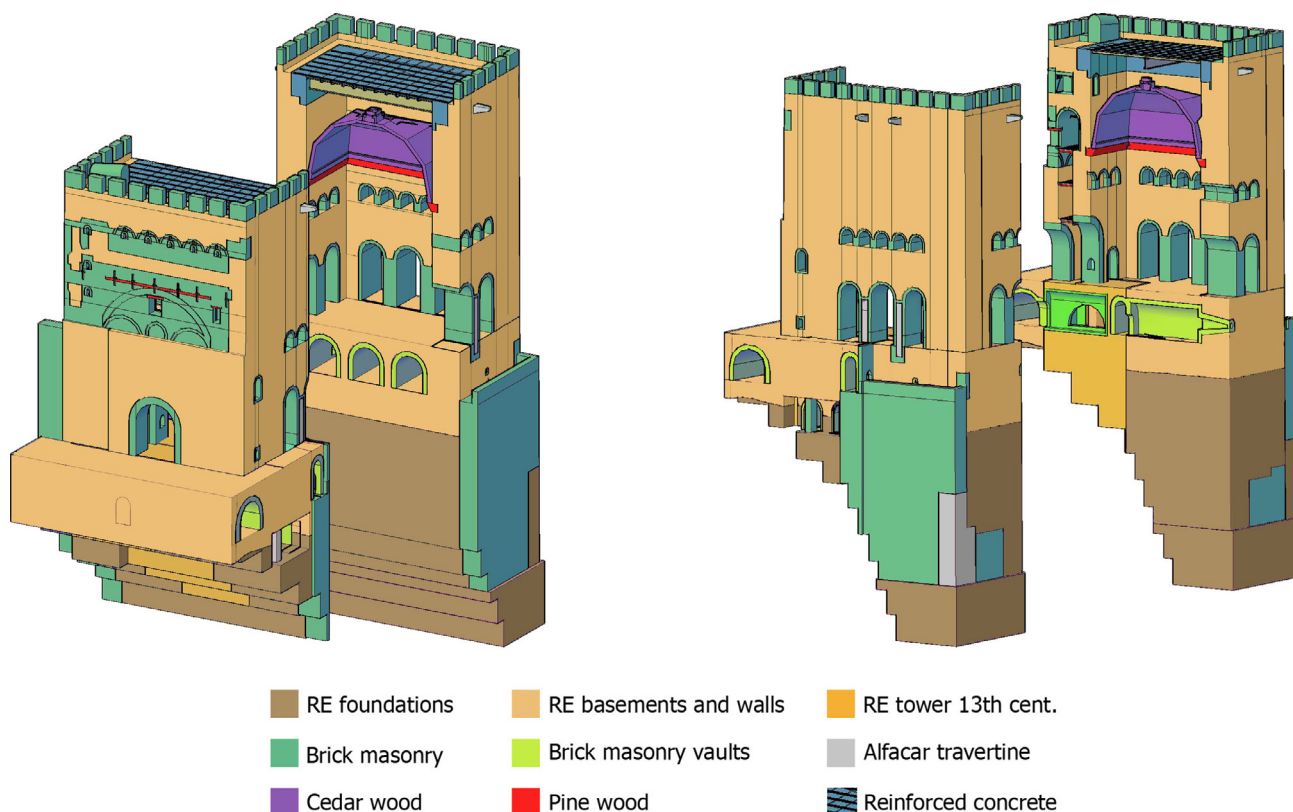 RE foundations
RE basements and walls
RE tower 13th cent.
Brick masonry
Brick masonry vaults
Alfacar travertine
Cedar wood
Pine wood
Reinforced concrete